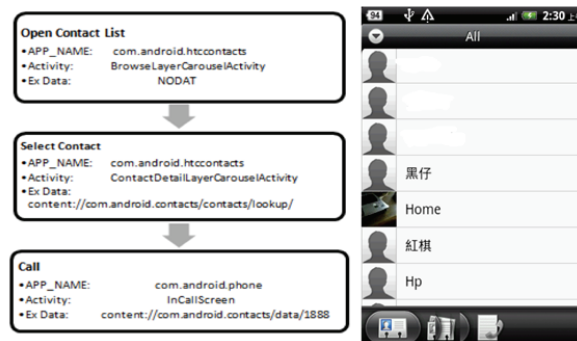 Open Contact List
•APP_NAME: com.android.htccontacts
•Activity: BrowseLayerCarouselActivity
•Ex Data: NODAT
Select Contact
•APP_NAME: com.android.htccontacts
•Activity: ContactDetailLayerCarouselActivity
•Ex Data:
content://com.android.contacts/contacts/lookup/
Call
•APP_NAME: com.android.phone
•Activity: InCallScreen
•Ex Data: content://com.android.contacts/data/1888
94 2:30 上
All
黑仔
Home
紅棋
Hp